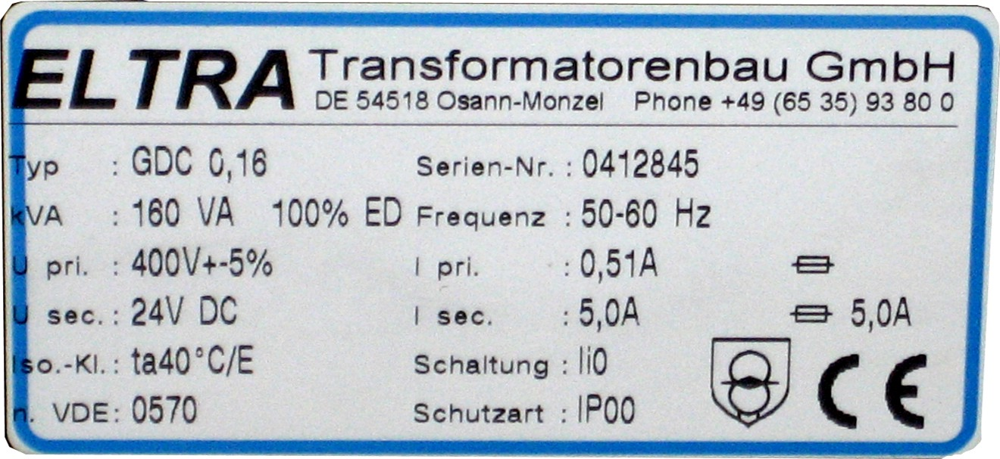 ELTRA Transformatorenbau GmbH
DE 54518 Osann-Monzel Phone +49 (65 35) 93 80 0
Typ : GDC 0,16 Serien-Nr. : 0412845
kVA : 160 VA 100% ED Frequenz : 50-60 Hz
U pri. : 400V+-5% I pri. : 0,51A
U sec. : 24V DC I sec. : 5,0A 5,0A
Iso.-Kl. : ta40°C/E Schaltung : Ii0
n. VDE : 0570 Schutzart : IP00
CE